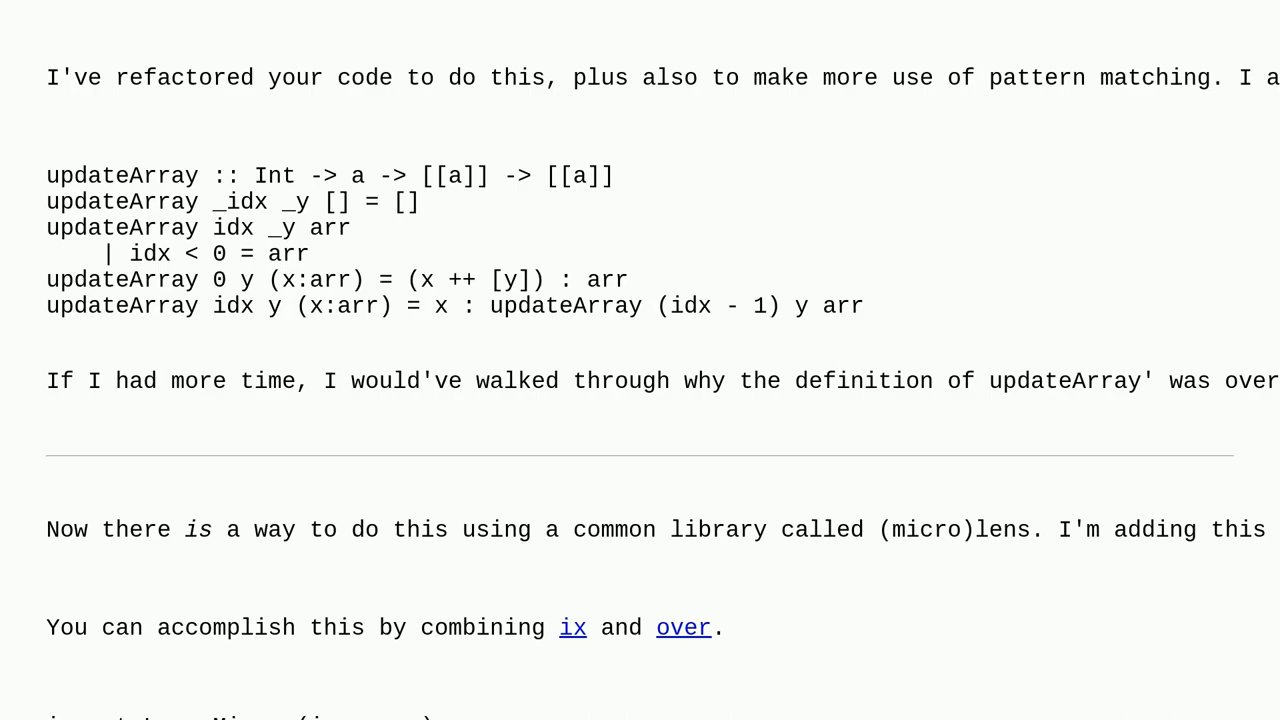 I've refactored your code to do this, plus also to make more use of pattern matching. I
updateArray :: Int -> a -> [[a]] -> [[a]]
updateArray _idx _y [] = []
updateArray idx _y arr
    | idx < 0 = arr
updateArray 0 y (x:arr) = (x ++ [y]) : arr
updateArray idx y (x:arr) = x : updateArray (idx - 1) y arr
If I had more time, I would've walked through why the definition of updateArray' was over
Now there is a way to do this using a common library called (micro)lens. I'm adding this
You can accomplish this by combining ix and over.